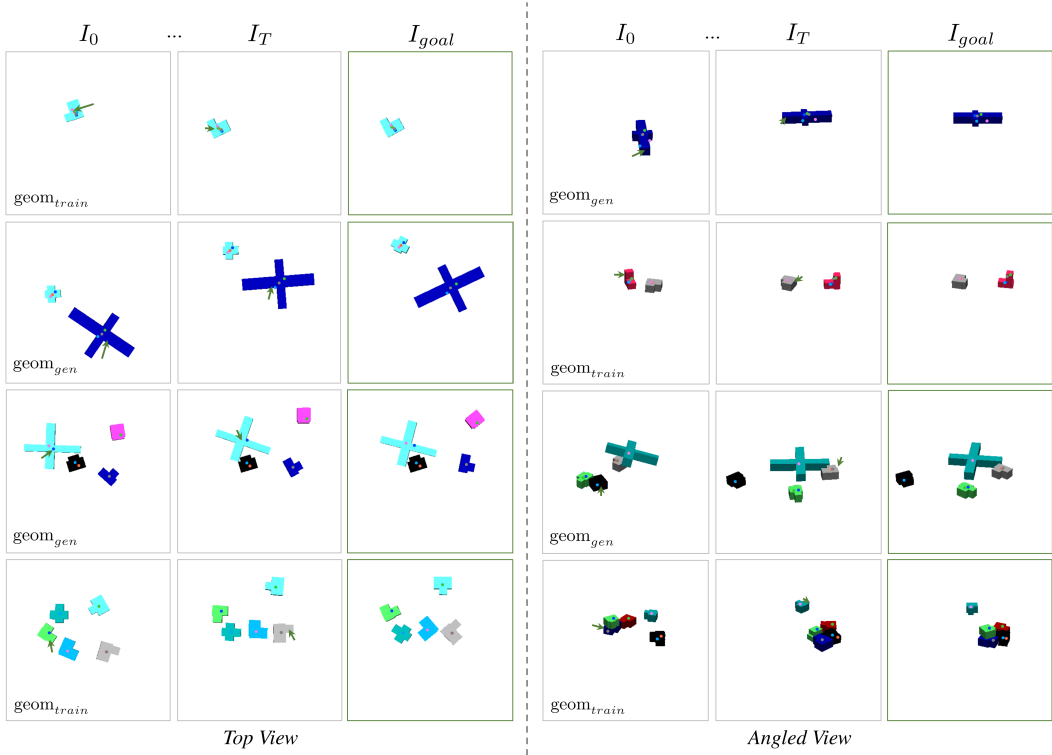 I_0 ... I_T I_goal I_0 ... I_T I_goal
geom_train geom_gen
geom_gen geom_train
geom_gen geom_gen
geom_train geom_train
Top View Angled View